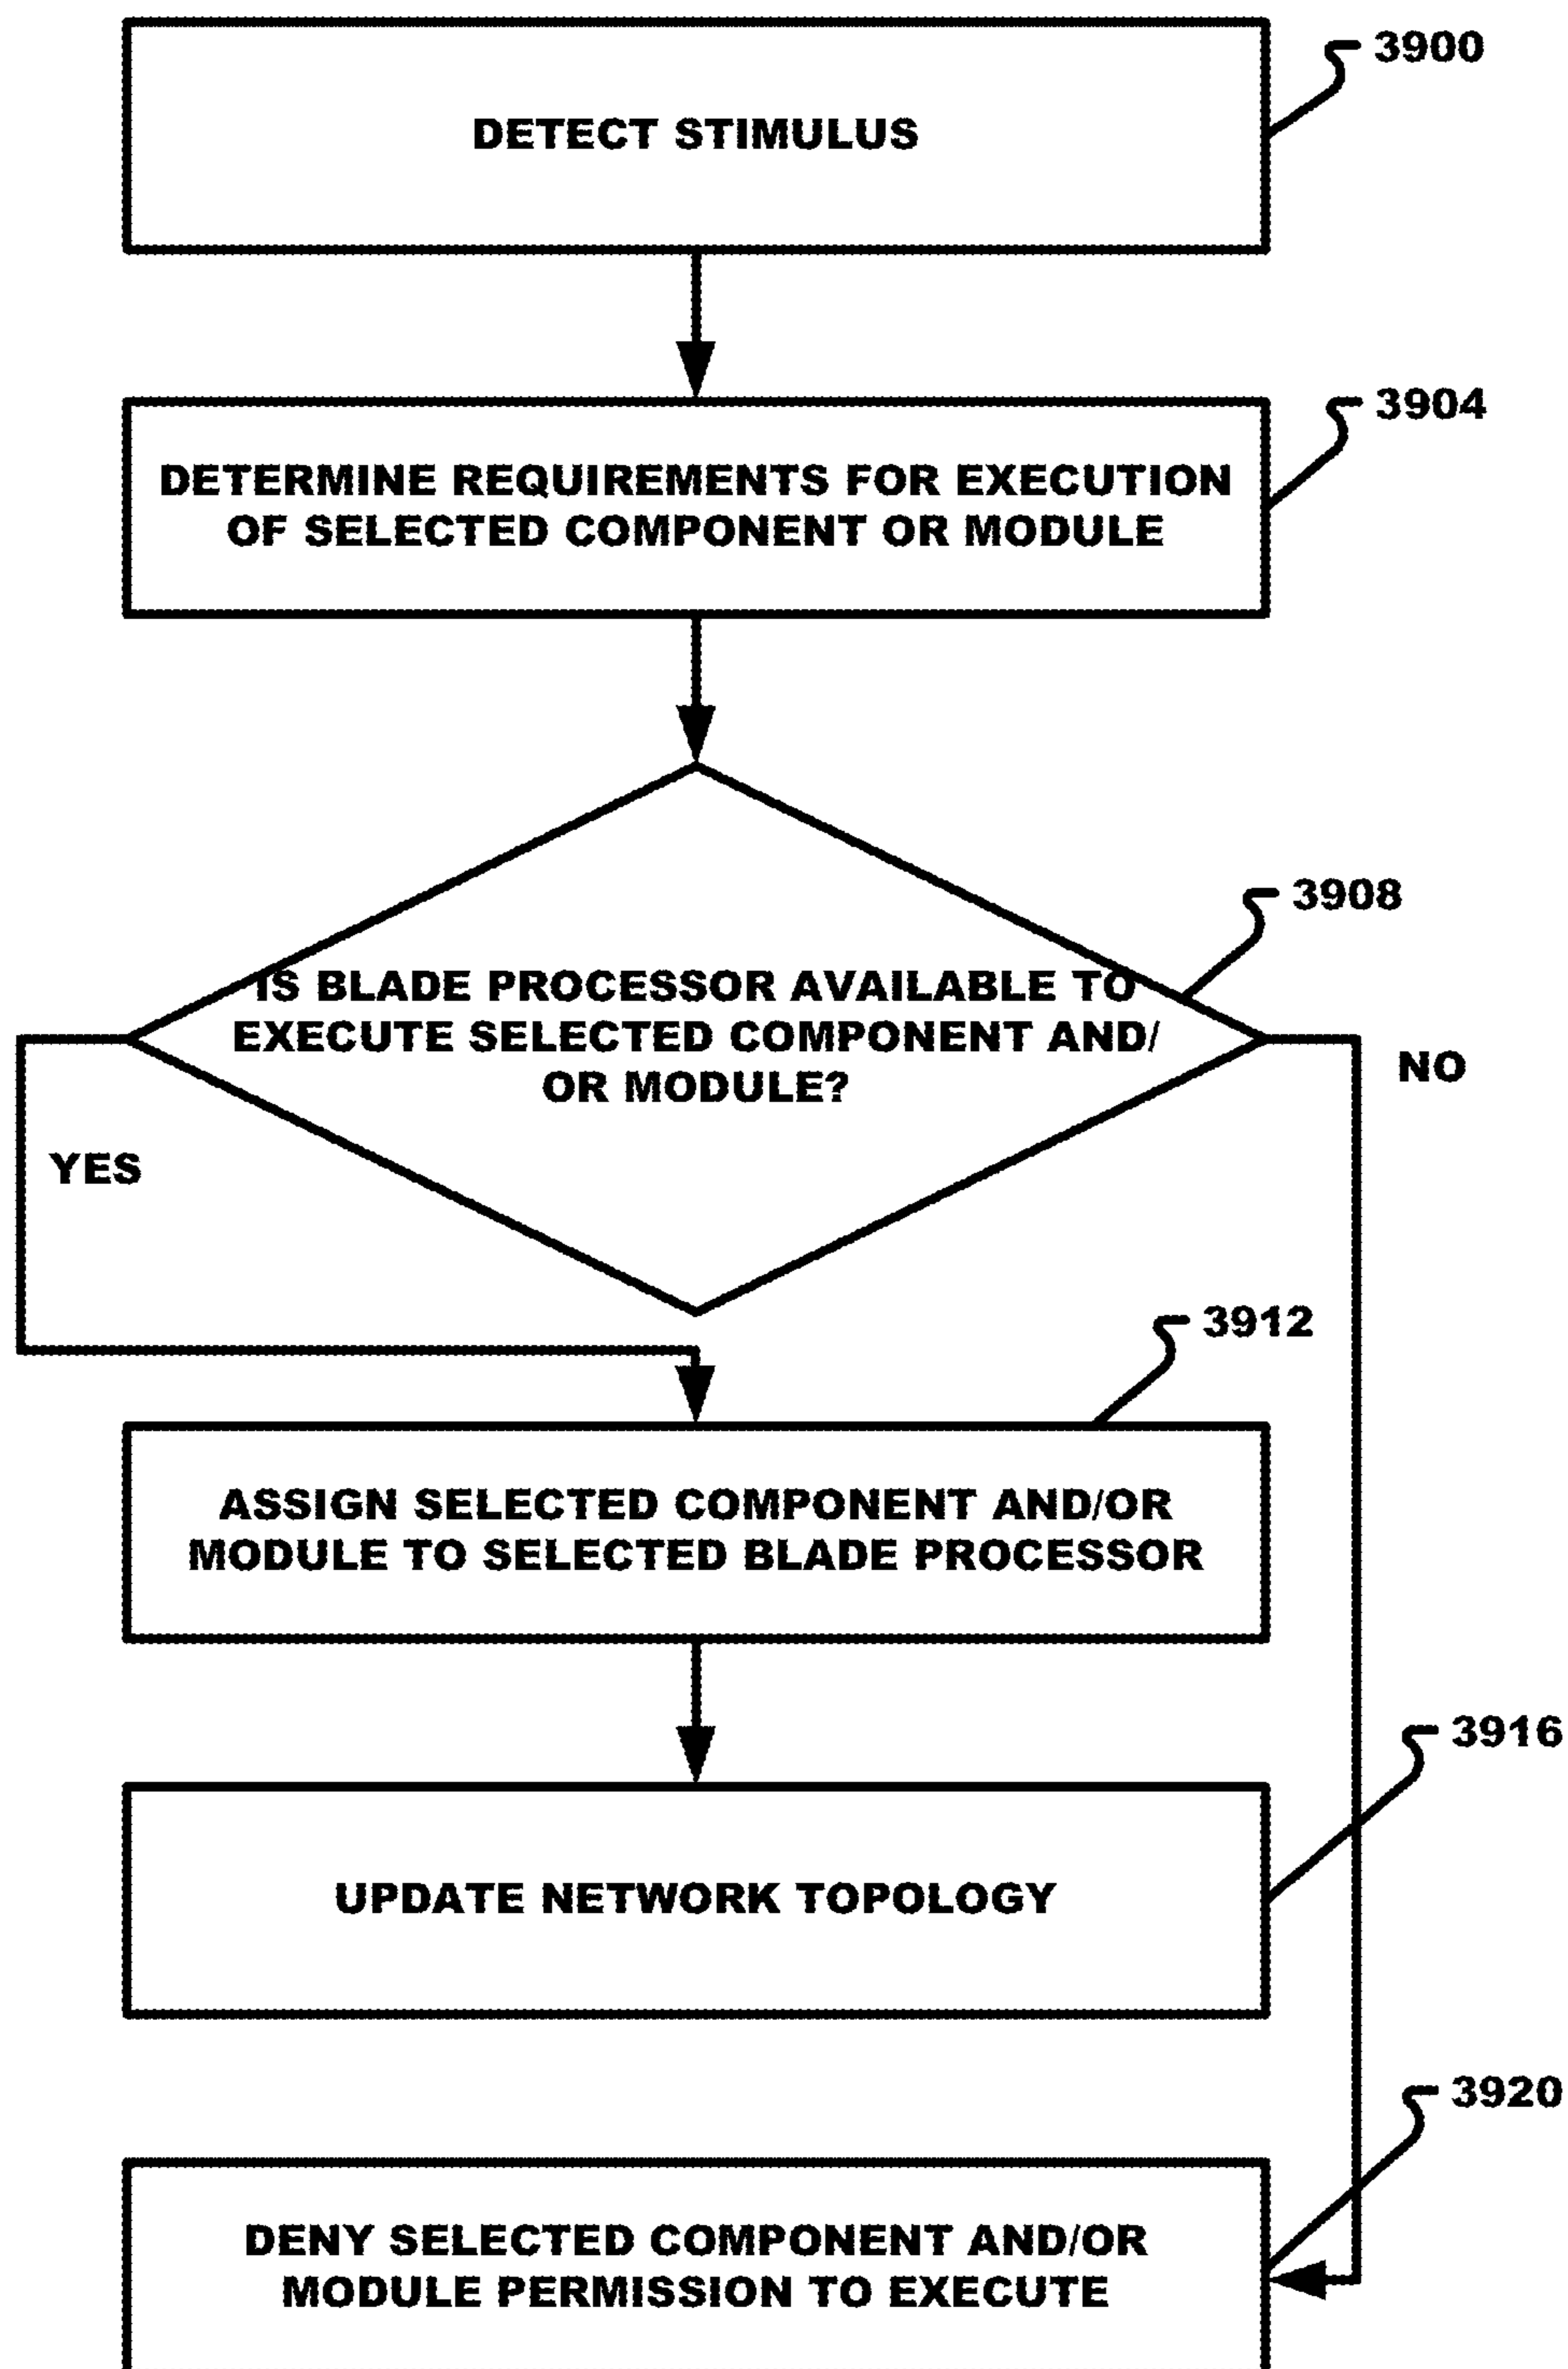 3900
DETECT STIMULUS
3904
DETERMINE REQUIREMENTS FOR EXECUTION
OF SELECTED COMPONENT OR MODULE
3908
IS BLADE PROCESSOR AVAILABLE TO
EXECUTE SELECTED COMPONENT AND/
OR MODULE?
NO
YES
3912
ASSIGN SELECTED COMPONENT AND/OR
MODULE TO SELECTED BLADE PROCESSOR
3916
UPDATE NETWORK TOPOLOGY
3920
DENY SELECTED COMPONENT AND/OR
MODULE PERMISSION TO EXECUTE